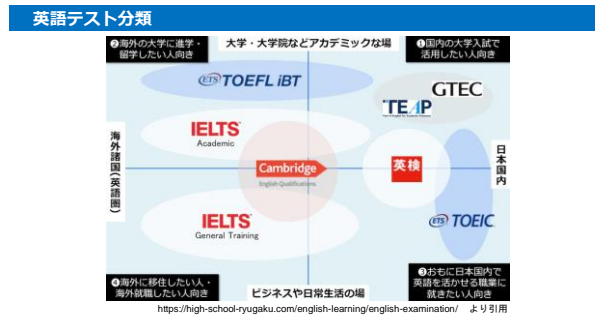 英語テスト分類
❷海外の大学に進学・
留学したい人向き
大学・大学院などアカデミックな場
❶国内の大学入試で
活用したい人向き
ETS TOEFL iBT
GTEC
TEAP
IELTS
Academic
海外諸国(英語圏)
Cambridge
English Qualifications
英検
日本国内
IELTS
General Training
ETS TOEIC
❹海外に移住したい人・
海外就職したい人向き
ビジネスや日常生活の場
❸おもに日本国内で
英語を活かせる職業に
就きたい人向き
https://high-school-ryugaku.com/english-learning/english-examination/ より引用